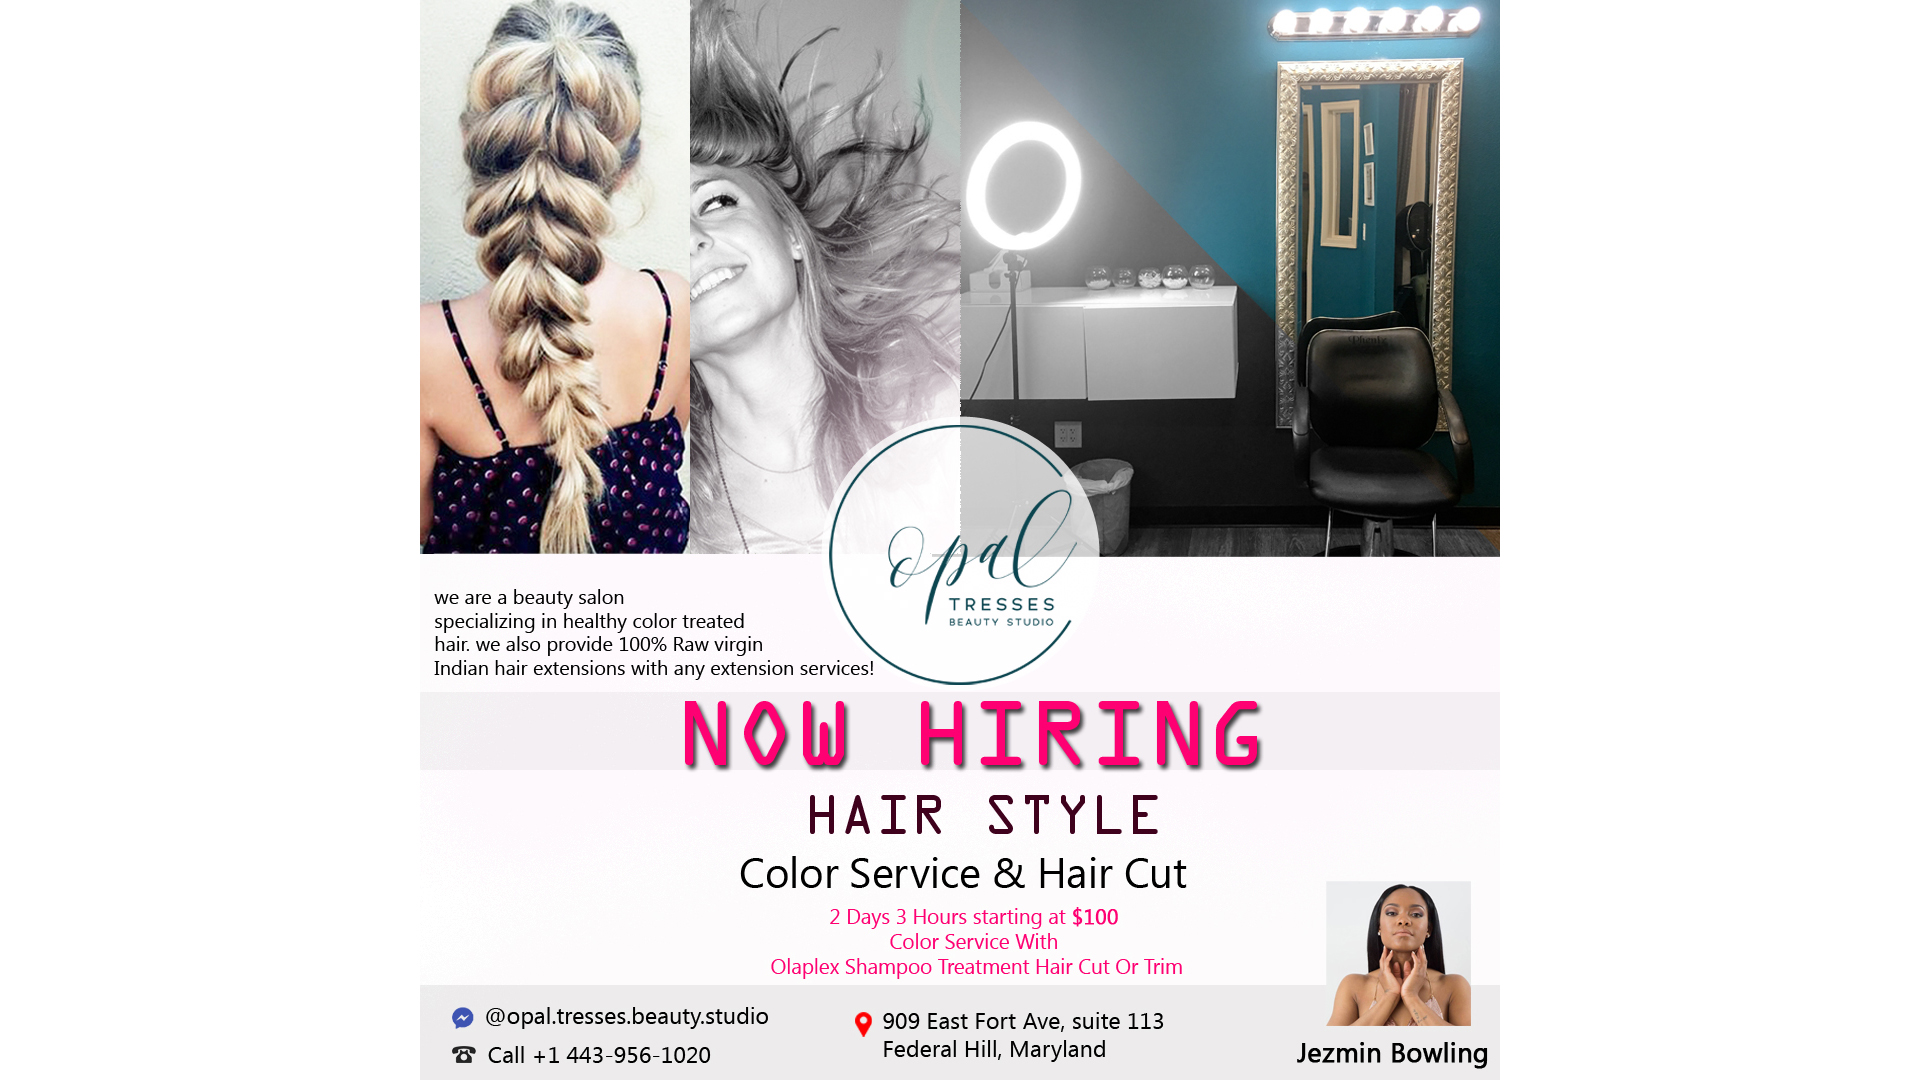 opal
TRESSES
BEAUTY STUDIO
we are a beauty salon
specializing in healthy color treated
hair. we also provide 100% Raw virgin
Indian hair extensions with any extension services!
NOW HIRING
HAIR STYLE
Color Service & Hair Cut
2 Days 3 Hours starting at $100
Color Service With
Olaplex Shampoo Treatment Hair Cut Or Trim
@opal.tresses.beauty.studio
Call +1 443-956-1020
909 East Fort Ave, suite 113
Federal Hill, Maryland
Jezmin Bowling